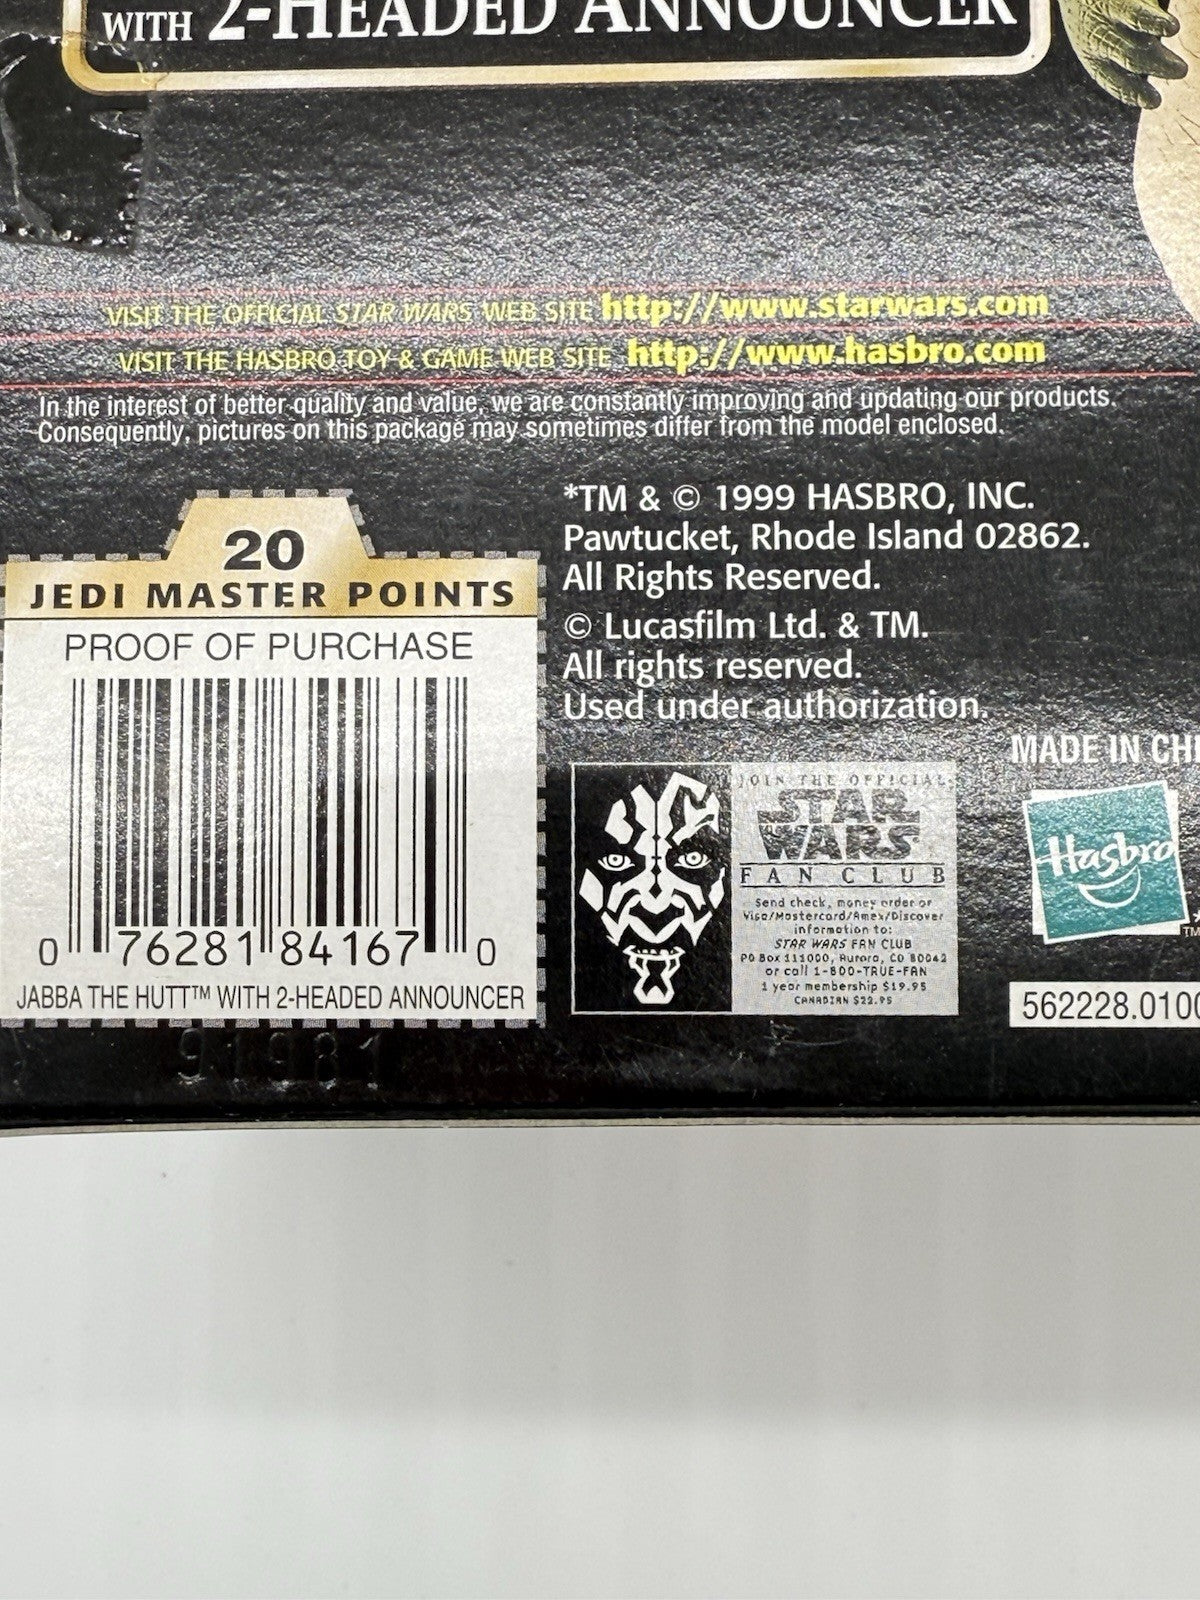 WITH 2-HEADED ANNOUNCER
VISIT THE OFFICIAL STAR WARS WEB SITE http://www.starwars.com
VISIT THE HASBRO TOY & GAME WEB SITE http://www.hasbro.com
In the interest of better quality and value, we are constantly improving and updating our products.
Consequently, pictures on this package may sometimes differ from the model enclosed.
20
JEDI MASTER POINTS
PROOF OF PURCHASE
0 76281 84167 0
JABBA THE HUTT™ WITH 2-HEADED ANNOUNCER
91981
*TM & © 1999 HASBRO, INC.
Pawtucket, Rhode Island 02862.
All Rights Reserved.
© Lucasfilm Ltd. & TM.
All rights reserved.
Used under authorization.
MADE IN CHI
JOIN THE OFFICIAL
STAR
WARS
FAN CLUB
Send check, money order or
Visa/Mastercard/Amex/Discover
information to:
STAR WARS FAN CLUB
PO Box 111000, Aurora, CO 80042
or call 1-800-TRUE-FAN
1 year membership $19.95
CANADIAN $22.95
Hasbro
TM
562228.0100